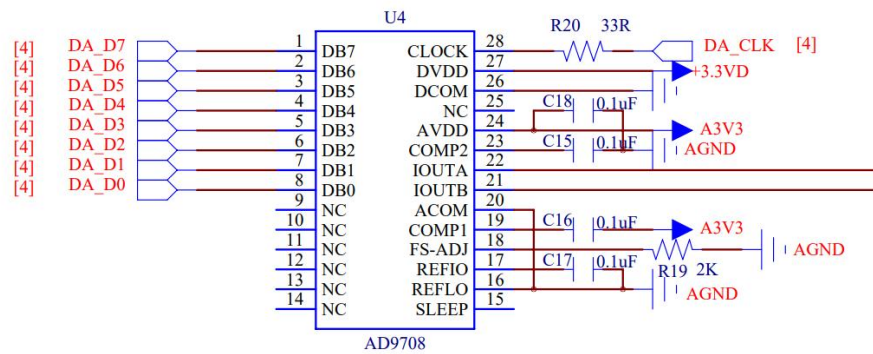 U4
[4] DA_D7 1 DB7 CLOCK 28 R20 33R DA_CLK [4]
[4] DA_D6 2 DB6 DVDD 27 +3.3VD
[4] DA_D5 3 DB5 DCOM 26
[4] DA_D4 4 DB4 NC 25 C18 0.1uF
[4] DA_D3 5 DB3 AVDD 24 A3V3
[4] DA_D2 6 DB2 COMP2 23 C15 0.1uF AGND
[4] DA_D1 7 DB1 IOUTA 22
[4] DA_D0 8 DB0 IOUTB 21
9 NC ACOM 20
10 NC COMP1 19 C16 0.1uF A3V3
11 NC FS-ADJ 18 AGND
12 NC REFIO 17 C17 0.1uF R19 2K
13 NC REFLO 16 AGND
14 NC SLEEP 15
AD9708